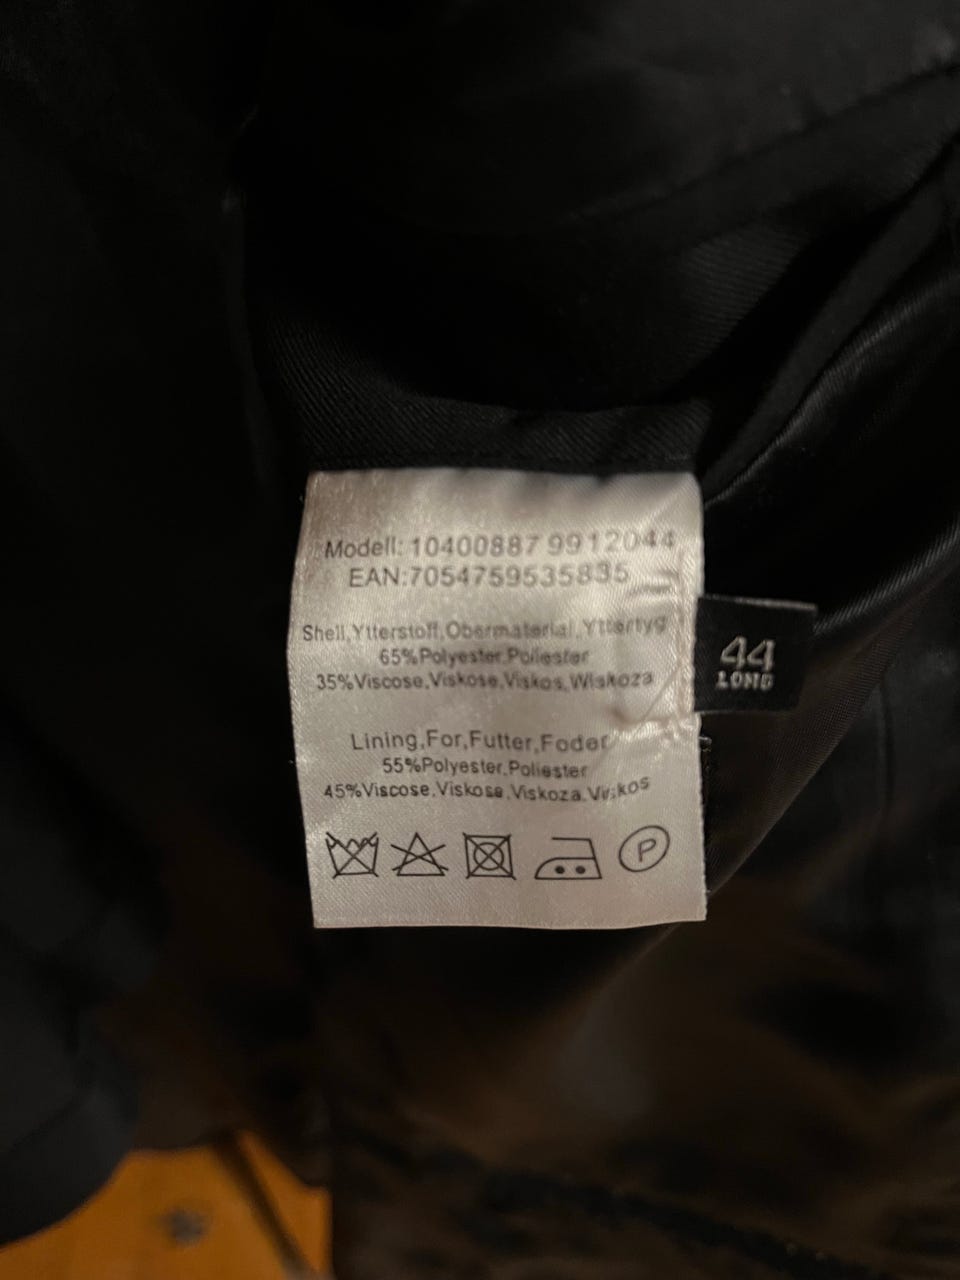 Modell: 10400887 9912044
EAN:7054759535835
Shell,Ytterstoff,Obermaterial,Yttertyg
65%Polyester,Poliester
35%Viscose,Viskose,Viskos,Wiskoza
Lining,For,Futter,Foder
55%Polyester,Poliester
45%Viscose,Viskose,Viskoza,Viskos
P
44
LONG